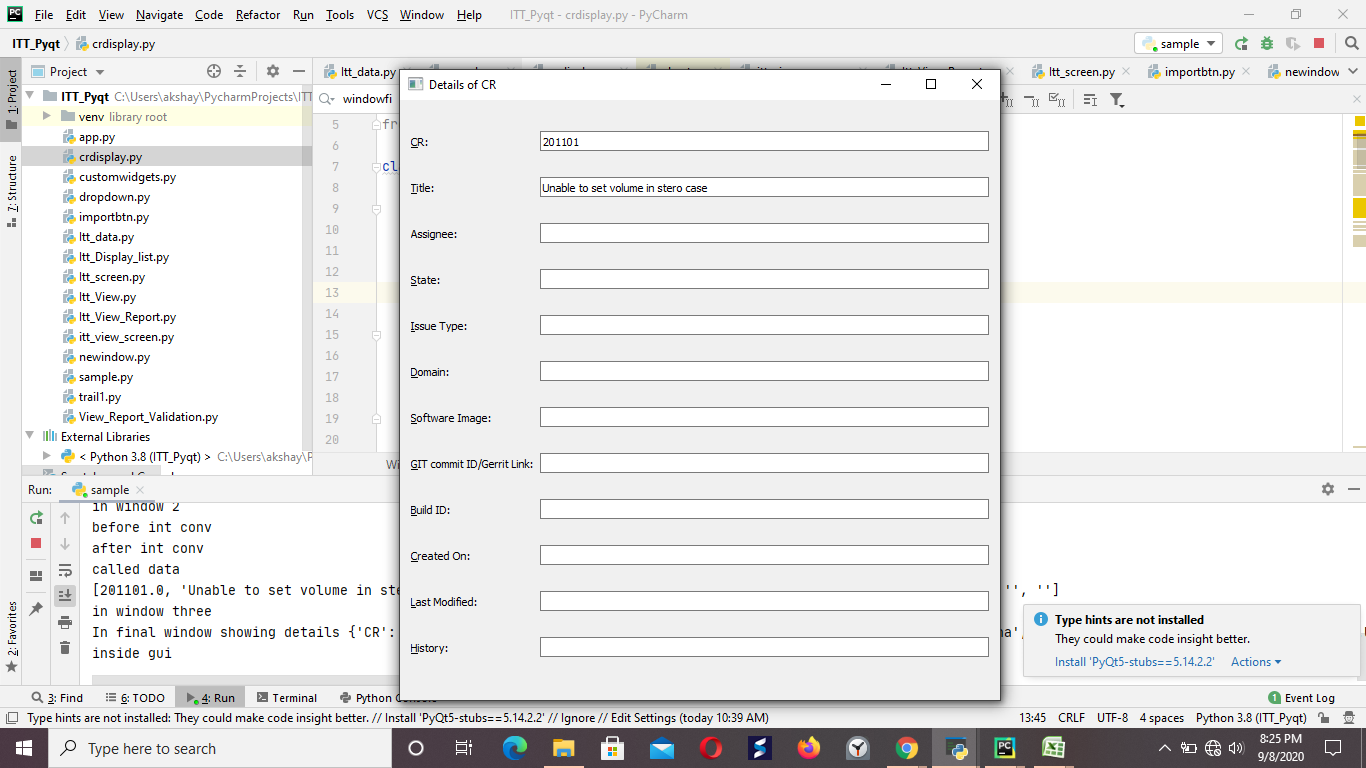 File Edit View Navigate Code Refactor Run Tools VCS Window Help ITT_Pyqt - crdisplay.py - PyCharm
ITT_Pyqt crdisplay.py sample
Project ltt_data.py ltt_screen.py importbtn.py newindow
1: Project
7: Structure
2: Favorites
ITT_Pyqt C:\Users\akshay\PycharmProjects\ITT
venv library root
app.py
crdisplay.py
customwidgets.py
dropdown.py
importbtn.py
ltt_data.py
ltt_Display_list.py
ltt_screen.py
ltt_View.py
ltt_View_Report.py
itt_view_screen.py
newindow.py
sample.py
trail1.py
View_Report_Validation.py
External Libraries
< Python 3.8 (ITT_Pyqt) > C:\Users\akshay\P
windowfi
5 fr
6
7 cl
8
9
10
11
12
13
14
15
16
17
18
19
20
Wi
Details of CR
CR: 201101
Title: Unable to set volume in stero case
Assignee:
State:
Issue Type:
Domain:
Software Image:
GIT commit ID/Gerrit Link:
Build ID:
Created On:
Last Modified:
History:
Run: sample
in window 2
before int conv
after int conv
called data
[201101.0, 'Unable to set volume in ste '', '']
in window three
In final window showing details {'CR':
inside gui
Type hints are not installed
They could make code insight better.
Install 'PyQt5-stubs==5.14.2.2' Actions
3: Find 6: TODO 4: Run Terminal Python Console 1 Event Log
Type hints are not installed: They could make code insight better. // Install 'PyQt5-stubs==5.14.2.2' // Ignore // Edit Settings (today 10:39 AM) 13:45 CRLF UTF-8 4 spaces Python 3.8 (ITT_Pyqt)
Type here to search
8:25 PM
9/8/2020